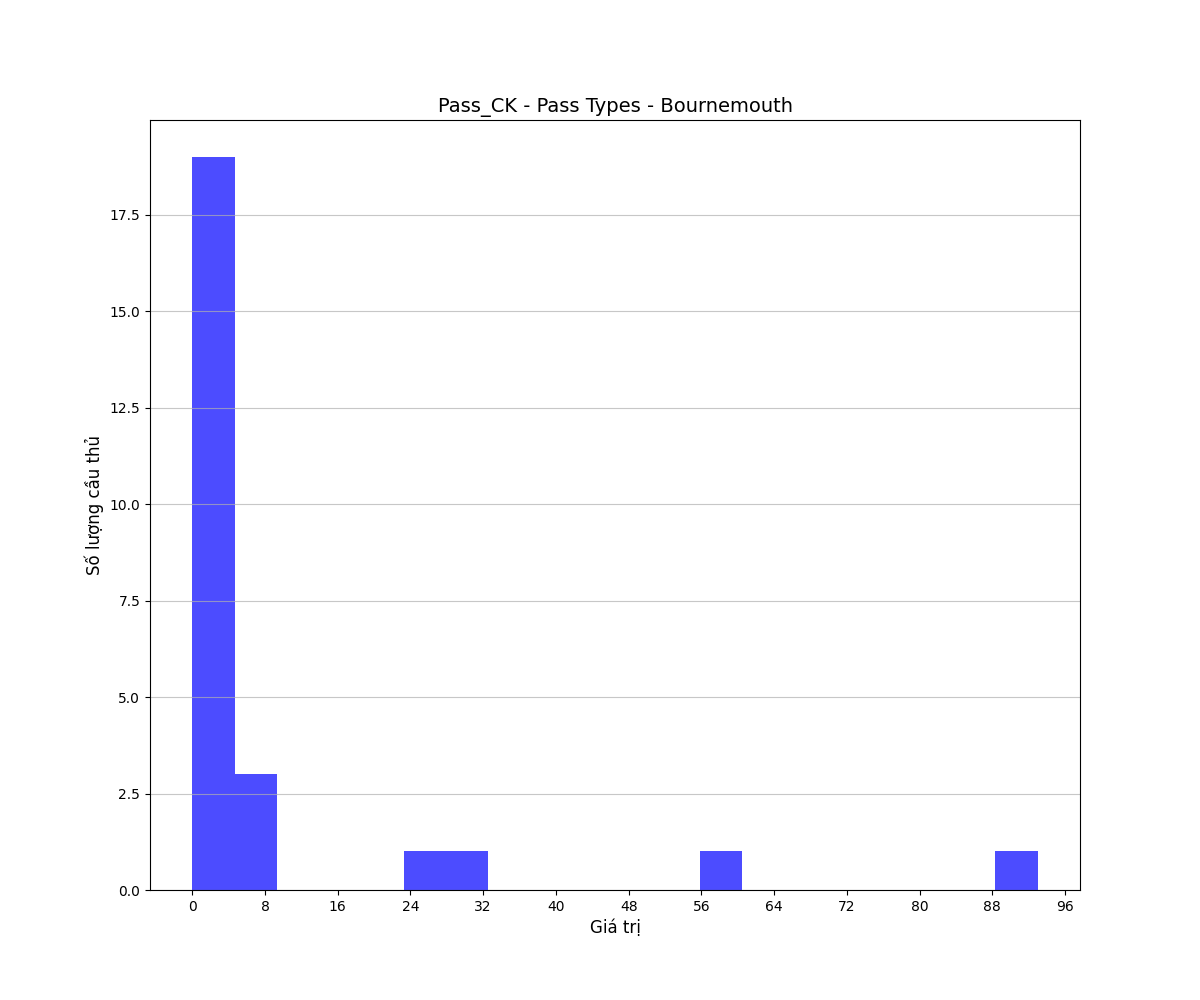 Pass_CK - Pass Types - Bournemouth
17.5
15.0
12.5
10.0
7.5
5.0
2.5
0.0
Số lượng cầu thủ
0 8 16 24 32 40 48 56 64 72 80 88 96
Giá trị